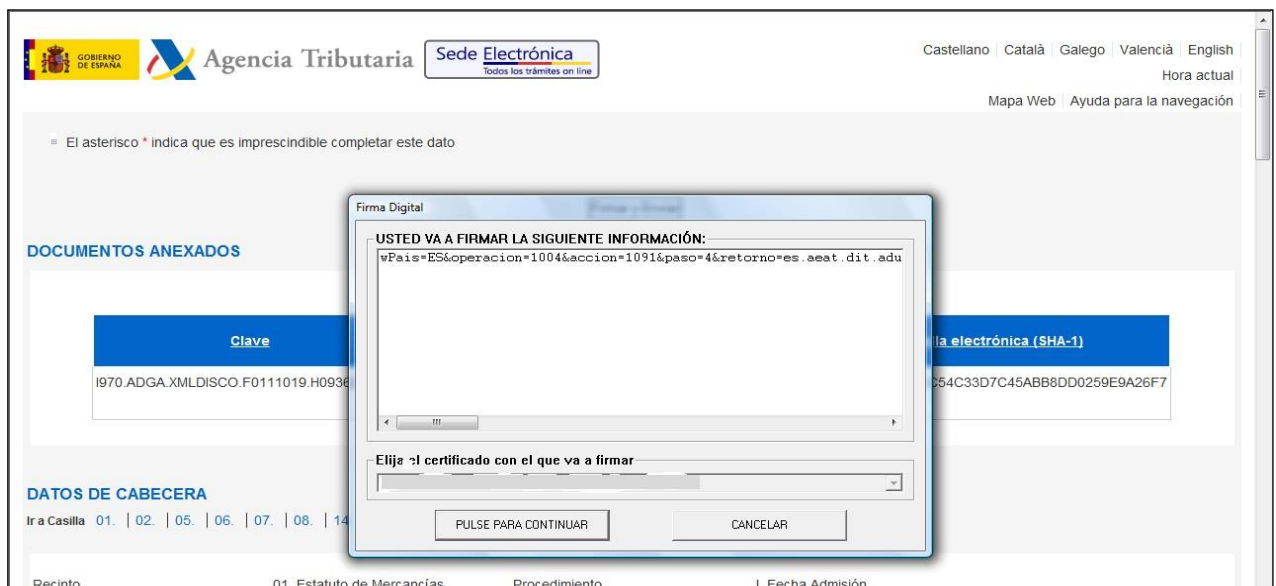 GOBIERNO
DE ESPAÑA
Agencia Tributaria
Sede Electrónica
Todos los trámites on line
Castellano Català Galego Valencià English
Hora actual
Mapa Web Ayuda para la navegación
El asterisco * indica que es imprescindible completar este dato
Firma Digital
Firmar y Enviar
USTED VA A FIRMAR LA SIGUIENTE INFORMACIÓN:
vPais=ES&operacion=1004&accion=1091&paso=4&retorno=es.aeat.dit.adu
DOCUMENTOS ANEXADOS
Clave
la electrónica (SHA-1)
I970.ADGA.XMLDISCO.F0111019.H0936
C54C33D7C45ABB8DD0259E9A26F7
Elija el certificado con el que va a firmar
PULSE PARA CONTINUAR CANCELAR
DATOS DE CABECERA
Ir a Casilla 01. | 02. | 05. | 06. | 07. | 08. | 14
Recinto 01. Estatuto de Mercancías Procedimiento I. Fecha Admisión